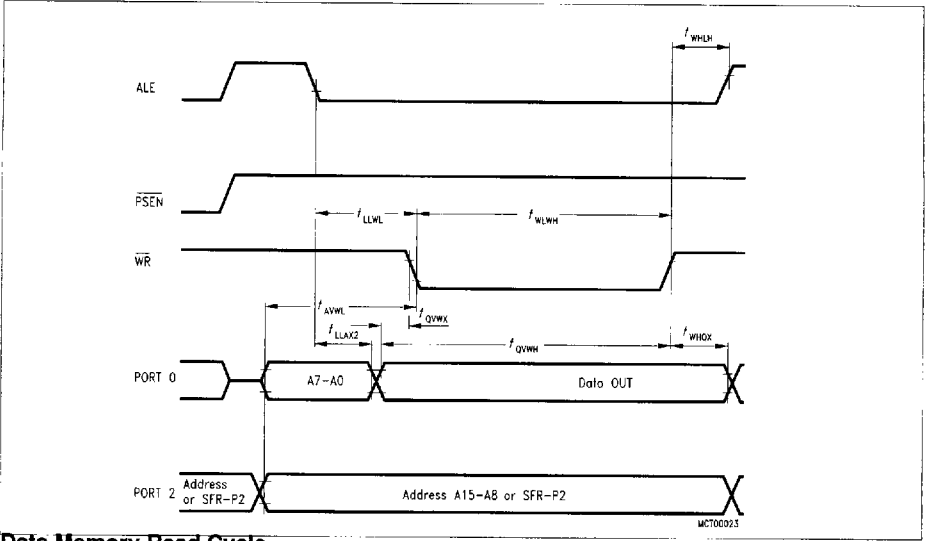 t WHLH
ALE
PSEN
t LLWL
t WLWH
WR
t AVWL
t QVWX
t LLAX2
t QVWH
t WHQX
PORT 0
A7-A0
Data OUT
PORT 2
Address
or SFR-P2
Address A15-A8 or SFR-P2
MCT00023
Data Memory Read Cycle